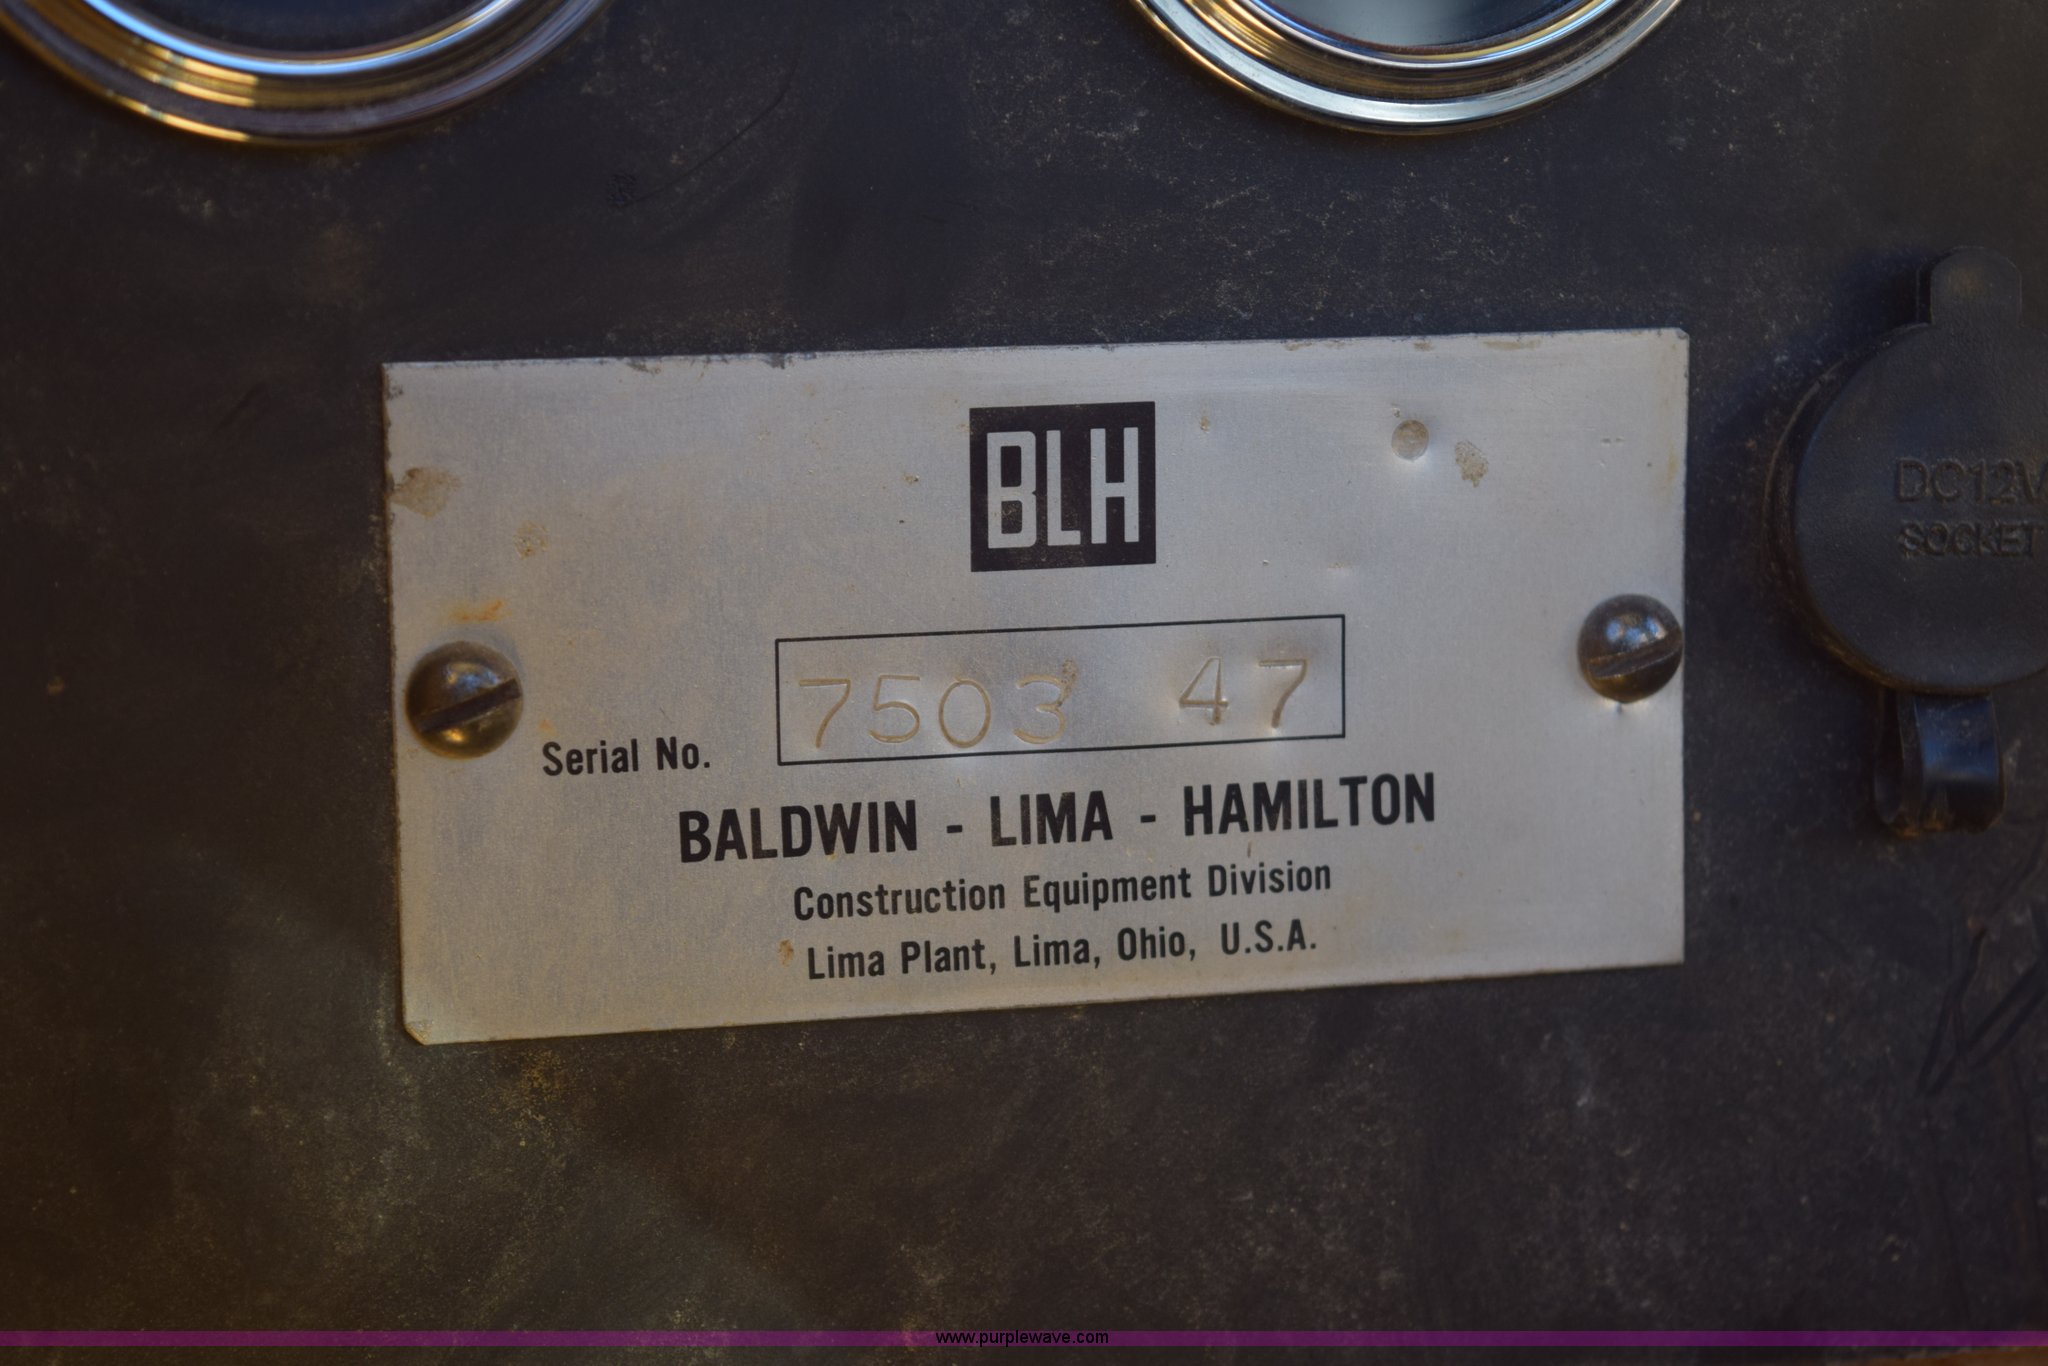 BLH
7503 47
Serial No.
BALDWIN - LIMA - HAMILTON
Construction Equipment Division
Lima Plant, Lima, Ohio, U.S.A.
DC12V
SOCKET
www.purplewave.com